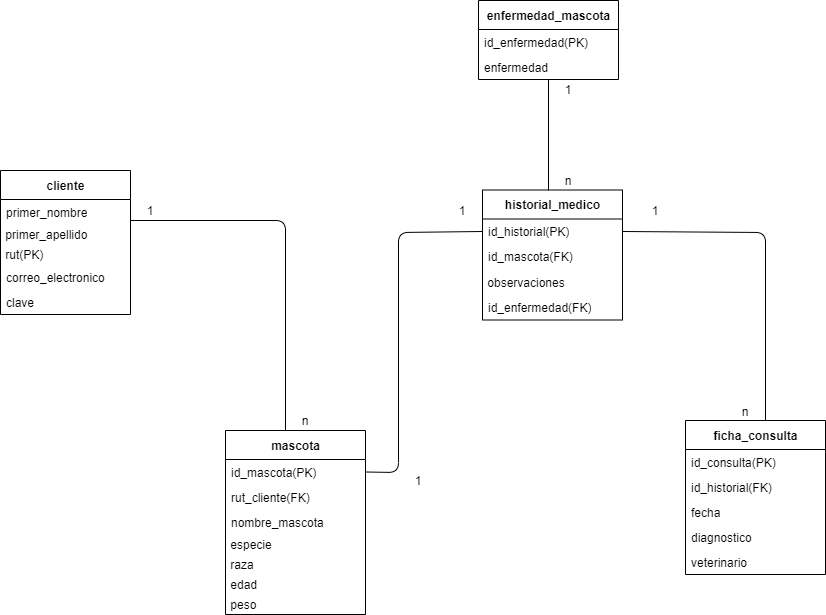 enfermedad_mascota
id_enfermedad(PK)
enfermedad
1
n
historial_medico
id_historial(PK)
id_mascota(FK)
observaciones
id_enfermedad(FK)
1
1
cliente
primer_nombre
primer_apellido
rut(PK)
correo_electronico
clave
1
n
mascota
id_mascota(PK)
rut_cliente(FK)
nombre_mascota
especie
raza
edad
peso
1
n
ficha_consulta
id_consulta(PK)
id_historial(FK)
fecha
diagnostico
veterinario